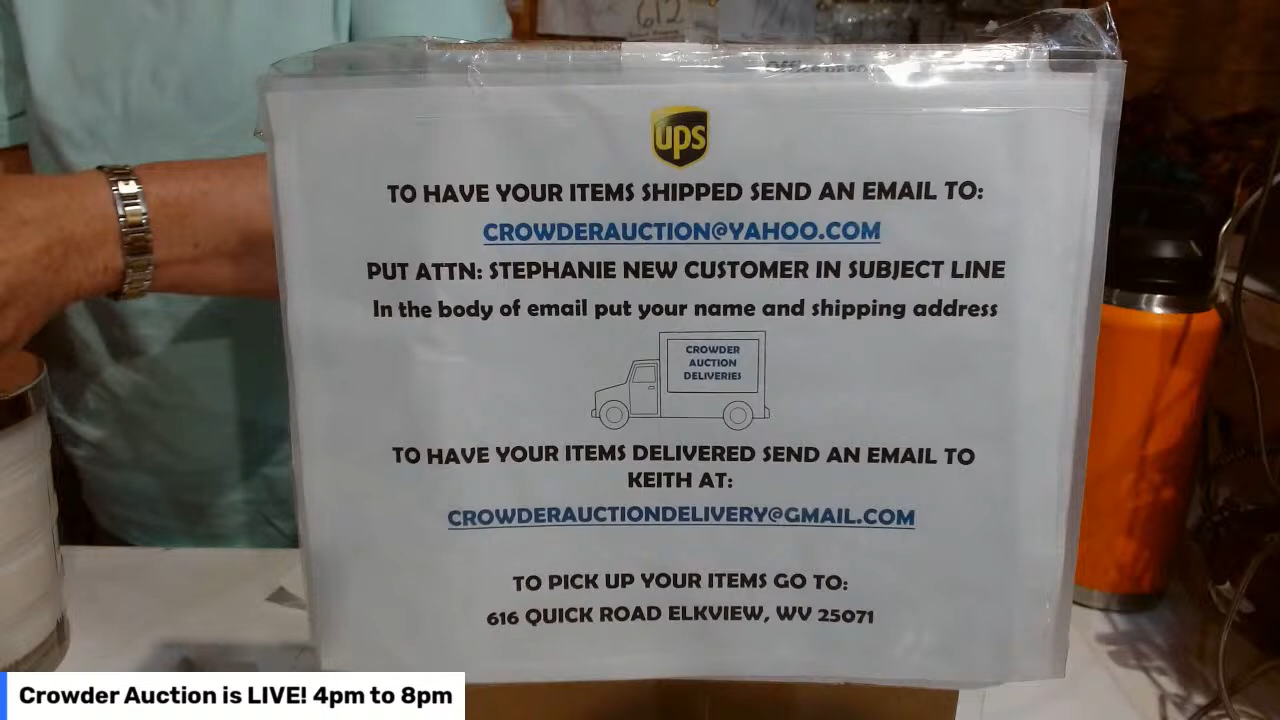 612
ups
TO HAVE YOUR ITEMS SHIPPED SEND AN EMAIL TO:
CROWDERAUCTION@YAHOO.COM
PUT ATTN: STEPHANIE NEW CUSTOMER IN SUBJECT LINE
In the body of email put your name and shipping address
CROWDER
AUCTION
DELIVERIES
TO HAVE YOUR ITEMS DELIVERED SEND AN EMAIL TO
KEITH AT:
CROWDERAUCTIONDELIVERY@GMAIL.COM
TO PICK UP YOUR ITEMS GO TO:
616 QUICK ROAD ELKVIEW, WV 25071
Crowder Auction is LIVE! 4pm to 8pm